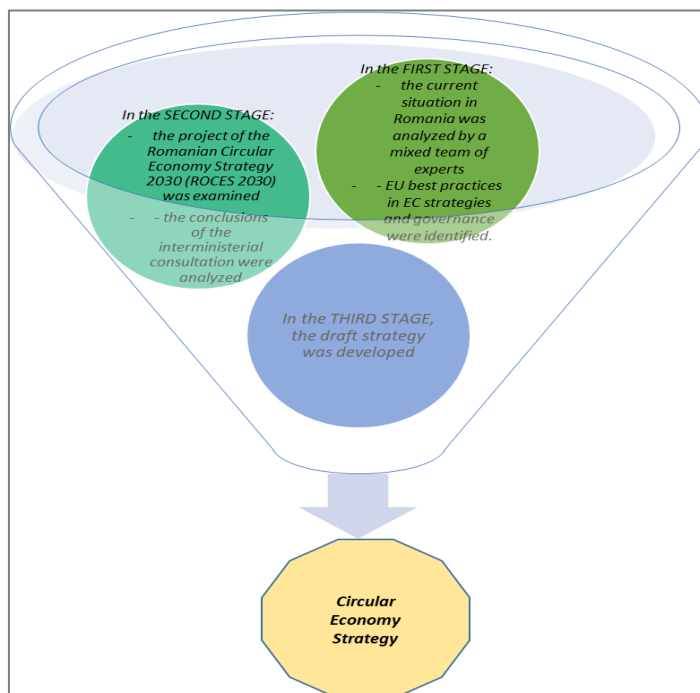 In the FIRST STAGE:
- the current
situation in
Romania was
analyzed by a
mixed team of
experts
- - EU best practices
in EC strategies
and governance
were identified.
In the SECOND STAGE:
- the project of the
Romanian Circular
Economy Strategy
2030 (ROCES 2030)
was examined
- - the conclusions
of the
interministerial
consultation were
analyzed
In the THIRD STAGE,
the draft strategy
was developed
Circular
Economy
Strategy